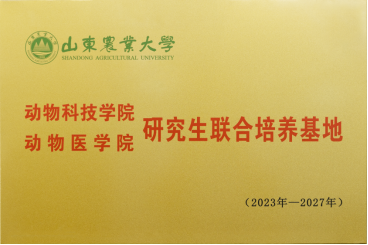 山東農業大學
SHANDONG AGRICULTURAL UNIVERSITY
动物科技学院
动物医学院
研究生联合培养基地
（2023年—2027年）